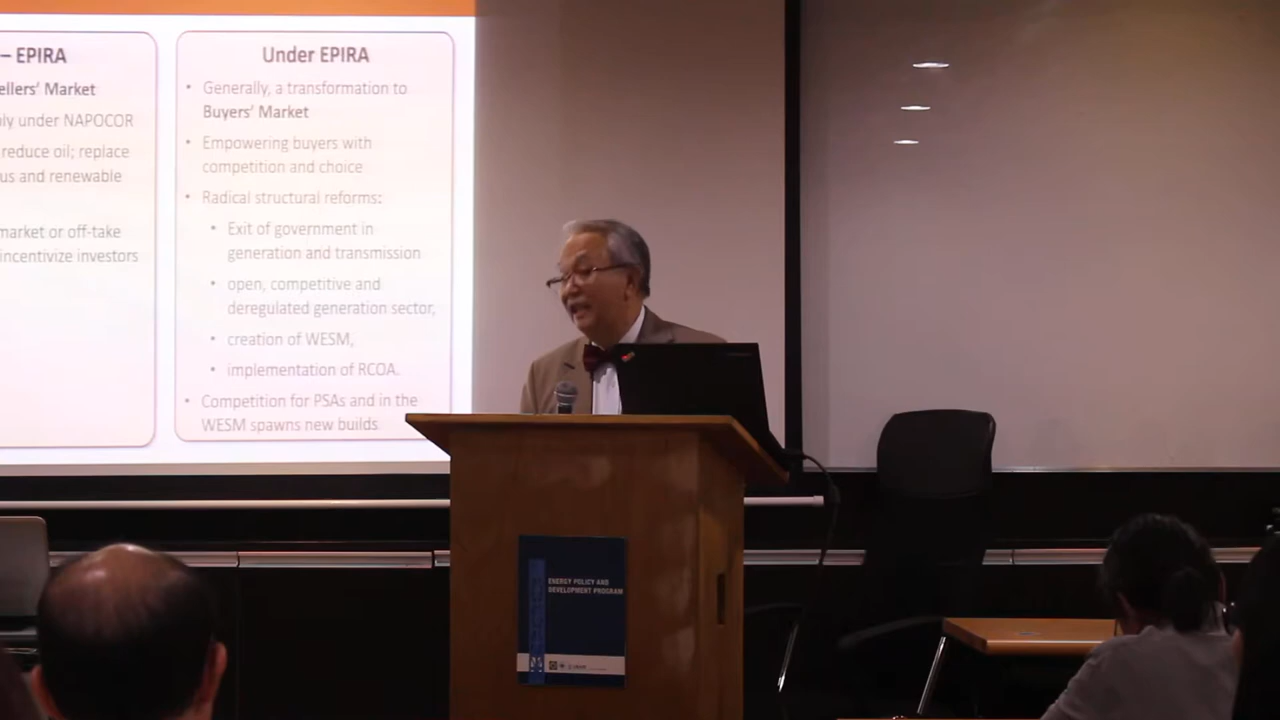 – EPIRA
ellers' Market
ly under NAPOCOR
reduce oil; replace
us and renewable
market or off-take
incentivize investors
Under EPIRA
• Generally, a transformation to
Buyers' Market
• Empowering buyers with
competition and choice
• Radical structural reforms:
• Exit of government in
generation and transmission
• open, competitive and
deregulated generation sector,
• creation of WESM,
• implementation of RCOA.
• Competition for PSAs and in the
WESM spawns new builds
ENERGY POLICY AND
DEVELOPMENT PROGRAM